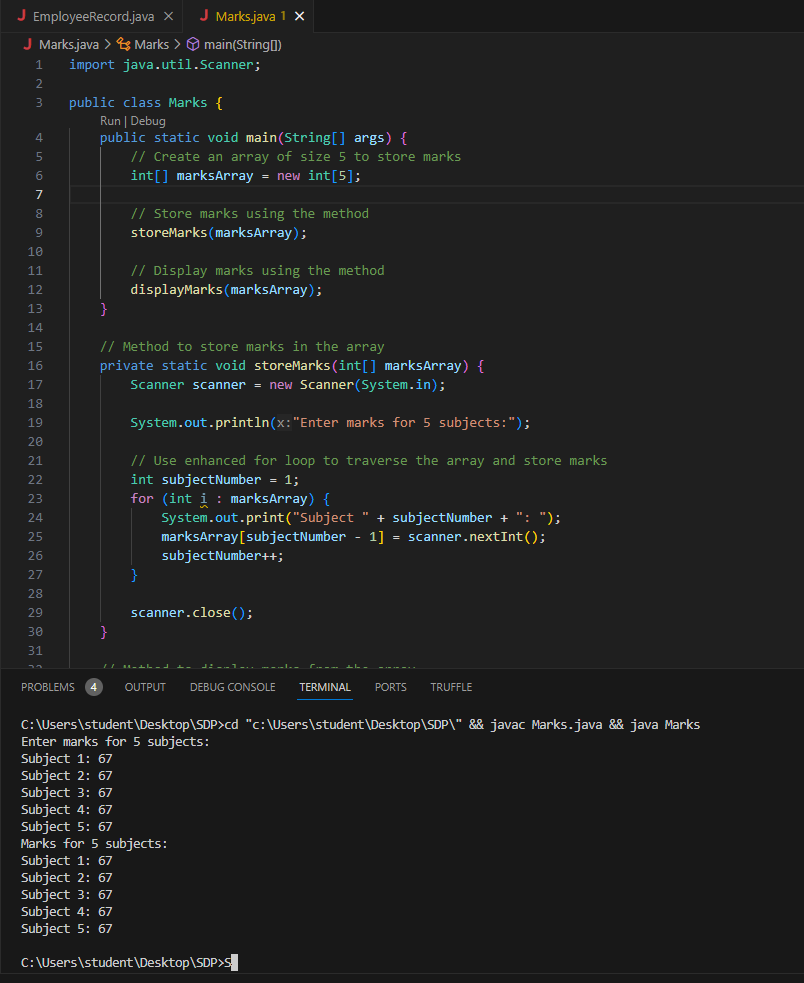 EmployeeRecord.java
Marks.java 1
Marks.java > Marks > main(String[])
1 import java.util.Scanner;
2
3 public class Marks {
Run | Debug
4 public static void main(String[] args) {
5 // Create an array of size 5 to store marks
6 int[] marksArray = new int[5];
7
8 // Store marks using the method
9 storeMarks(marksArray);
10
11 // Display marks using the method
12 displayMarks(marksArray);
13 }
14
15 // Method to store marks in the array
16 private static void storeMarks(int[] marksArray) {
17 Scanner scanner = new Scanner(System.in);
18
19 System.out.println(x:"Enter marks for 5 subjects:");
20
21 // Use enhanced for loop to traverse the array and store marks
22 int subjectNumber = 1;
23 for (int i : marksArray) {
24 System.out.print("Subject " + subjectNumber + ": ");
25 marksArray[subjectNumber - 1] = scanner.nextInt();
26 subjectNumber++;
27 }
28
29 scanner.close();
30 }
31
32 // Method to display marks from the array
PROBLEMS 4 OUTPUT DEBUG CONSOLE TERMINAL PORTS TRUFFLE
C:\Users\student\Desktop\SDP>cd "c:\Users\student\Desktop\SDP\" && javac Marks.java && java Marks
Enter marks for 5 subjects:
Subject 1: 67
Subject 2: 67
Subject 3: 67
Subject 4: 67
Subject 5: 67
Marks for 5 subjects:
Subject 1: 67
Subject 2: 67
Subject 3: 67
Subject 4: 67
Subject 5: 67
C:\Users\student\Desktop\SDP>S